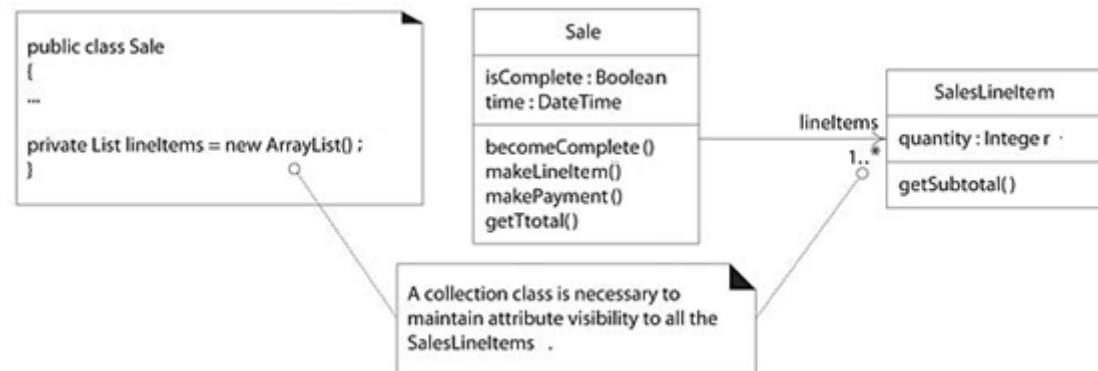 public class Sale
{
...
private List lineItems = new ArrayList() ;
}
Sale
isComplete : Boolean
time : DateTime
becomeComplete ()
makeLineItem()
makePayment ()
getTtotal()
lineItems
1.. *
SalesLineItem
quantity : Intege r
getSubtotal()
A collection class is necessary to
maintain attribute visibility to all the
SalesLineItems .